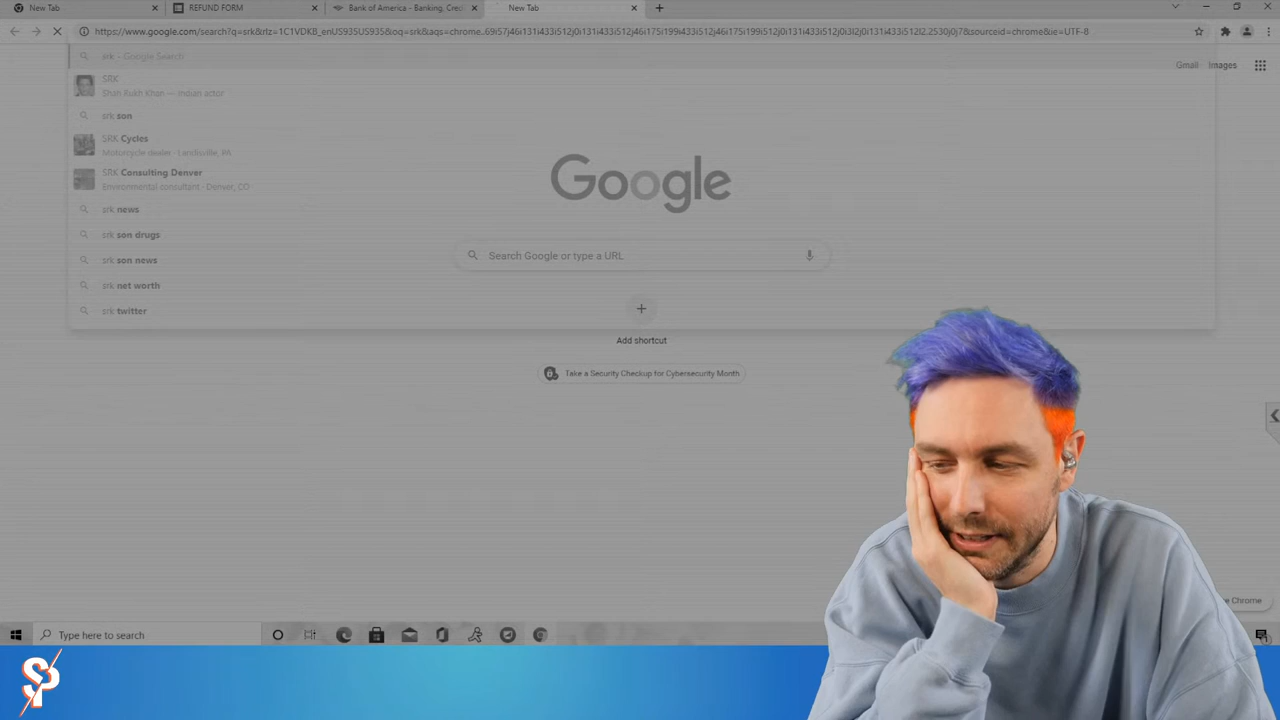 New Tab
REFUND FORM
Bank of America - Banking, Cred
New Tab
https://www.google.com/search?q=srk&rlz=1C1VDKB_enUS935US935&oq=srk&aqs=chrome..69i57j46i131i433i512j0i131i433i512j46i175i199i433i512j46i175i199i512j0i131i433i512j0i3l2j0i131i433i512l2.2530j0j7&sourceid=chrome&ie=UTF-8
srk - Google Search
Gmail
Images
SRK
Shah Rukh Khan — Indian actor
srk son
SRK Cycles
Motorcycle dealer · Landisville, PA
SRK Consulting Denver
Environmental consultant · Denver, CO
srk news
srk son drugs
srk son news
srk net worth
srk twitter
Google
Search Google or type a URL
Add shortcut
Take a Security Checkup for Cybersecurity Month
Chrome
Type here to search
SP